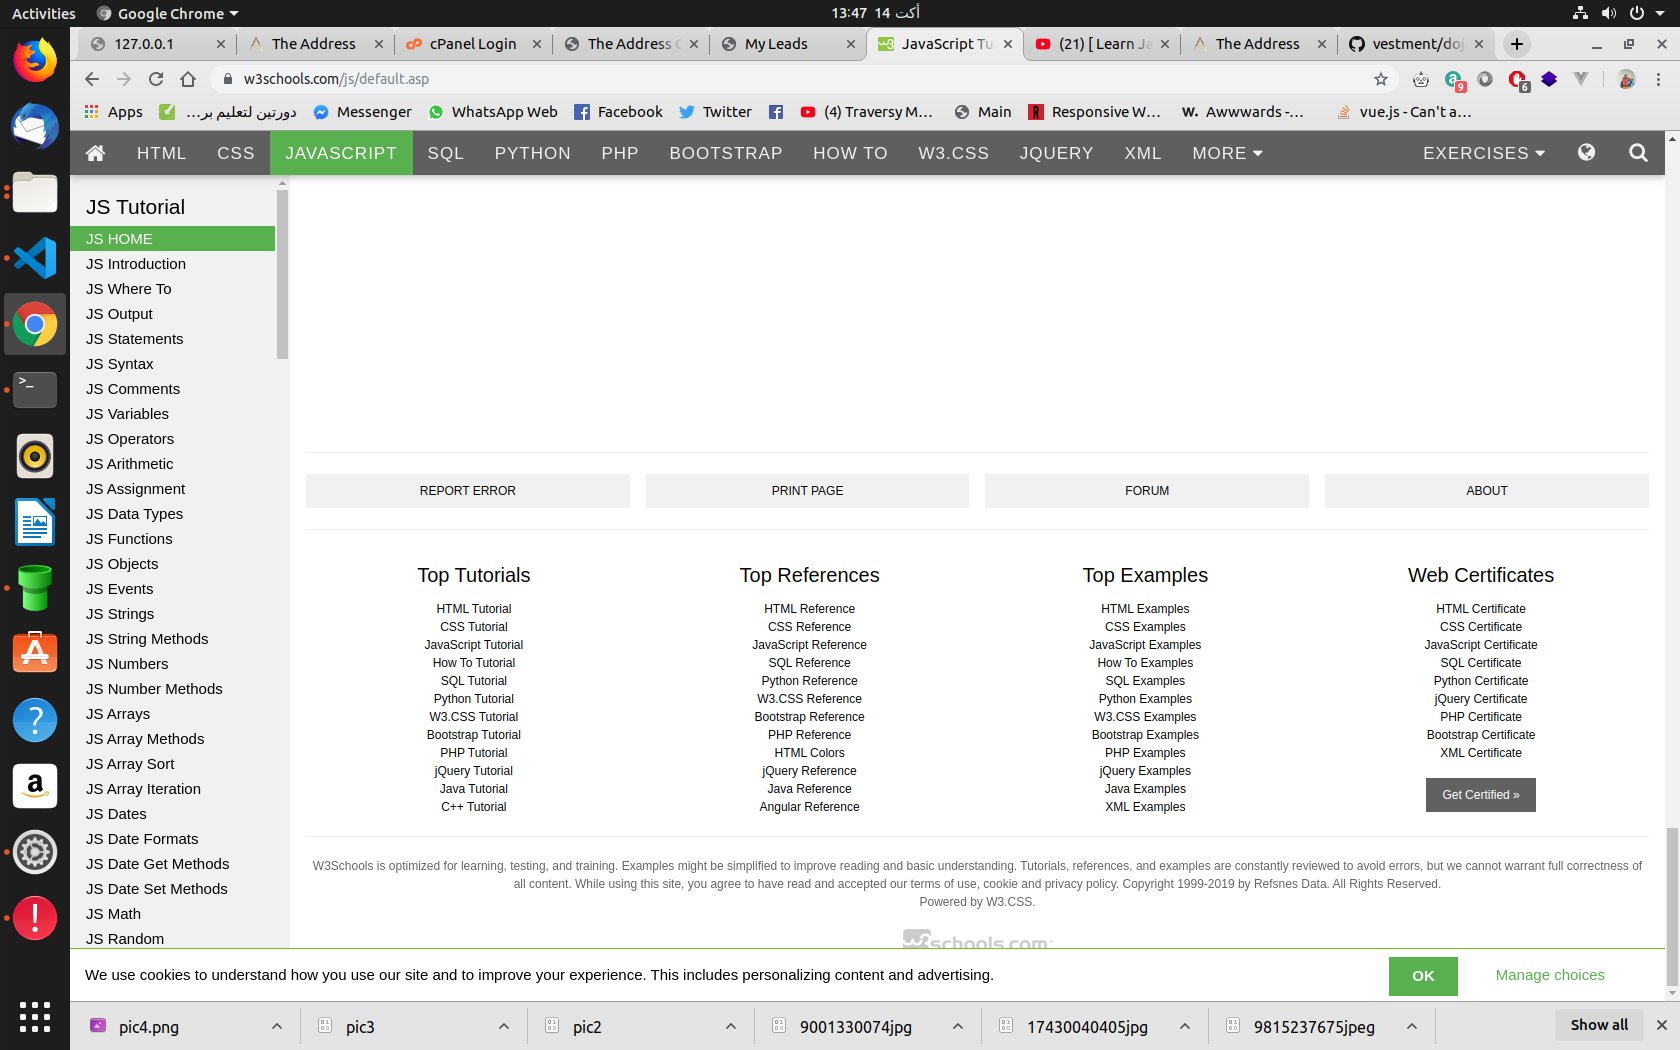 Activities
Google Chrome
13:47 14 أكت
127.0.0.1
The Address
cPanel Login
The Address
My Leads
JavaScript Tu
(21) [ Learn Ja
The Address
vestment/doj
w3schools.com/js/default.asp
9
6
Apps
دورتين لتعليم بر...
Messenger
WhatsApp Web
Facebook
Twitter
(4) Traversy M...
Main
Responsive W...
Awwwards -...
vue.js - Can't a...
HTML
CSS
JAVASCRIPT
SQL
PYTHON
PHP
BOOTSTRAP
HOW TO
W3.CSS
JQUERY
XML
MORE
EXERCISES
JS Tutorial
JS HOME
JS Introduction
JS Where To
JS Output
JS Statements
JS Syntax
JS Comments
JS Variables
JS Operators
JS Arithmetic
JS Assignment
JS Data Types
JS Functions
JS Objects
JS Events
JS Strings
JS String Methods
JS Numbers
JS Number Methods
JS Arrays
JS Array Methods
JS Array Sort
JS Array Iteration
JS Dates
JS Date Formats
JS Date Get Methods
JS Date Set Methods
JS Math
JS Random
REPORT ERROR
PRINT PAGE
FORUM
ABOUT
Top Tutorials
HTML Tutorial
CSS Tutorial
JavaScript Tutorial
How To Tutorial
SQL Tutorial
Python Tutorial
W3.CSS Tutorial
Bootstrap Tutorial
PHP Tutorial
jQuery Tutorial
Java Tutorial
C++ Tutorial
Top References
HTML Reference
CSS Reference
JavaScript Reference
SQL Reference
Python Reference
W3.CSS Reference
Bootstrap Reference
PHP Reference
HTML Colors
jQuery Reference
Java Reference
Angular Reference
Top Examples
HTML Examples
CSS Examples
JavaScript Examples
How To Examples
SQL Examples
Python Examples
W3.CSS Examples
Bootstrap Examples
PHP Examples
jQuery Examples
Java Examples
XML Examples
Web Certificates
HTML Certificate
CSS Certificate
JavaScript Certificate
SQL Certificate
Python Certificate
jQuery Certificate
PHP Certificate
Bootstrap Certificate
XML Certificate
Get Certified »
W3Schools is optimized for learning, testing, and training. Examples might be simplified to improve reading and basic understanding. Tutorials, references, and examples are constantly reviewed to avoid errors, but we cannot warrant full correctness of
all content. While using this site, you agree to have read and accepted our terms of use, cookie and privacy policy. Copyright 1999-2019 by Refsnes Data. All Rights Reserved.
Powered by W3.CSS.
w3schools.com
We use cookies to understand how you use our site and to improve your experience. This includes personalizing content and advertising.
OK
Manage choices
pic4.png
pic3
pic2
9001330074jpg
17430040405jpg
9815237675jpeg
Show all